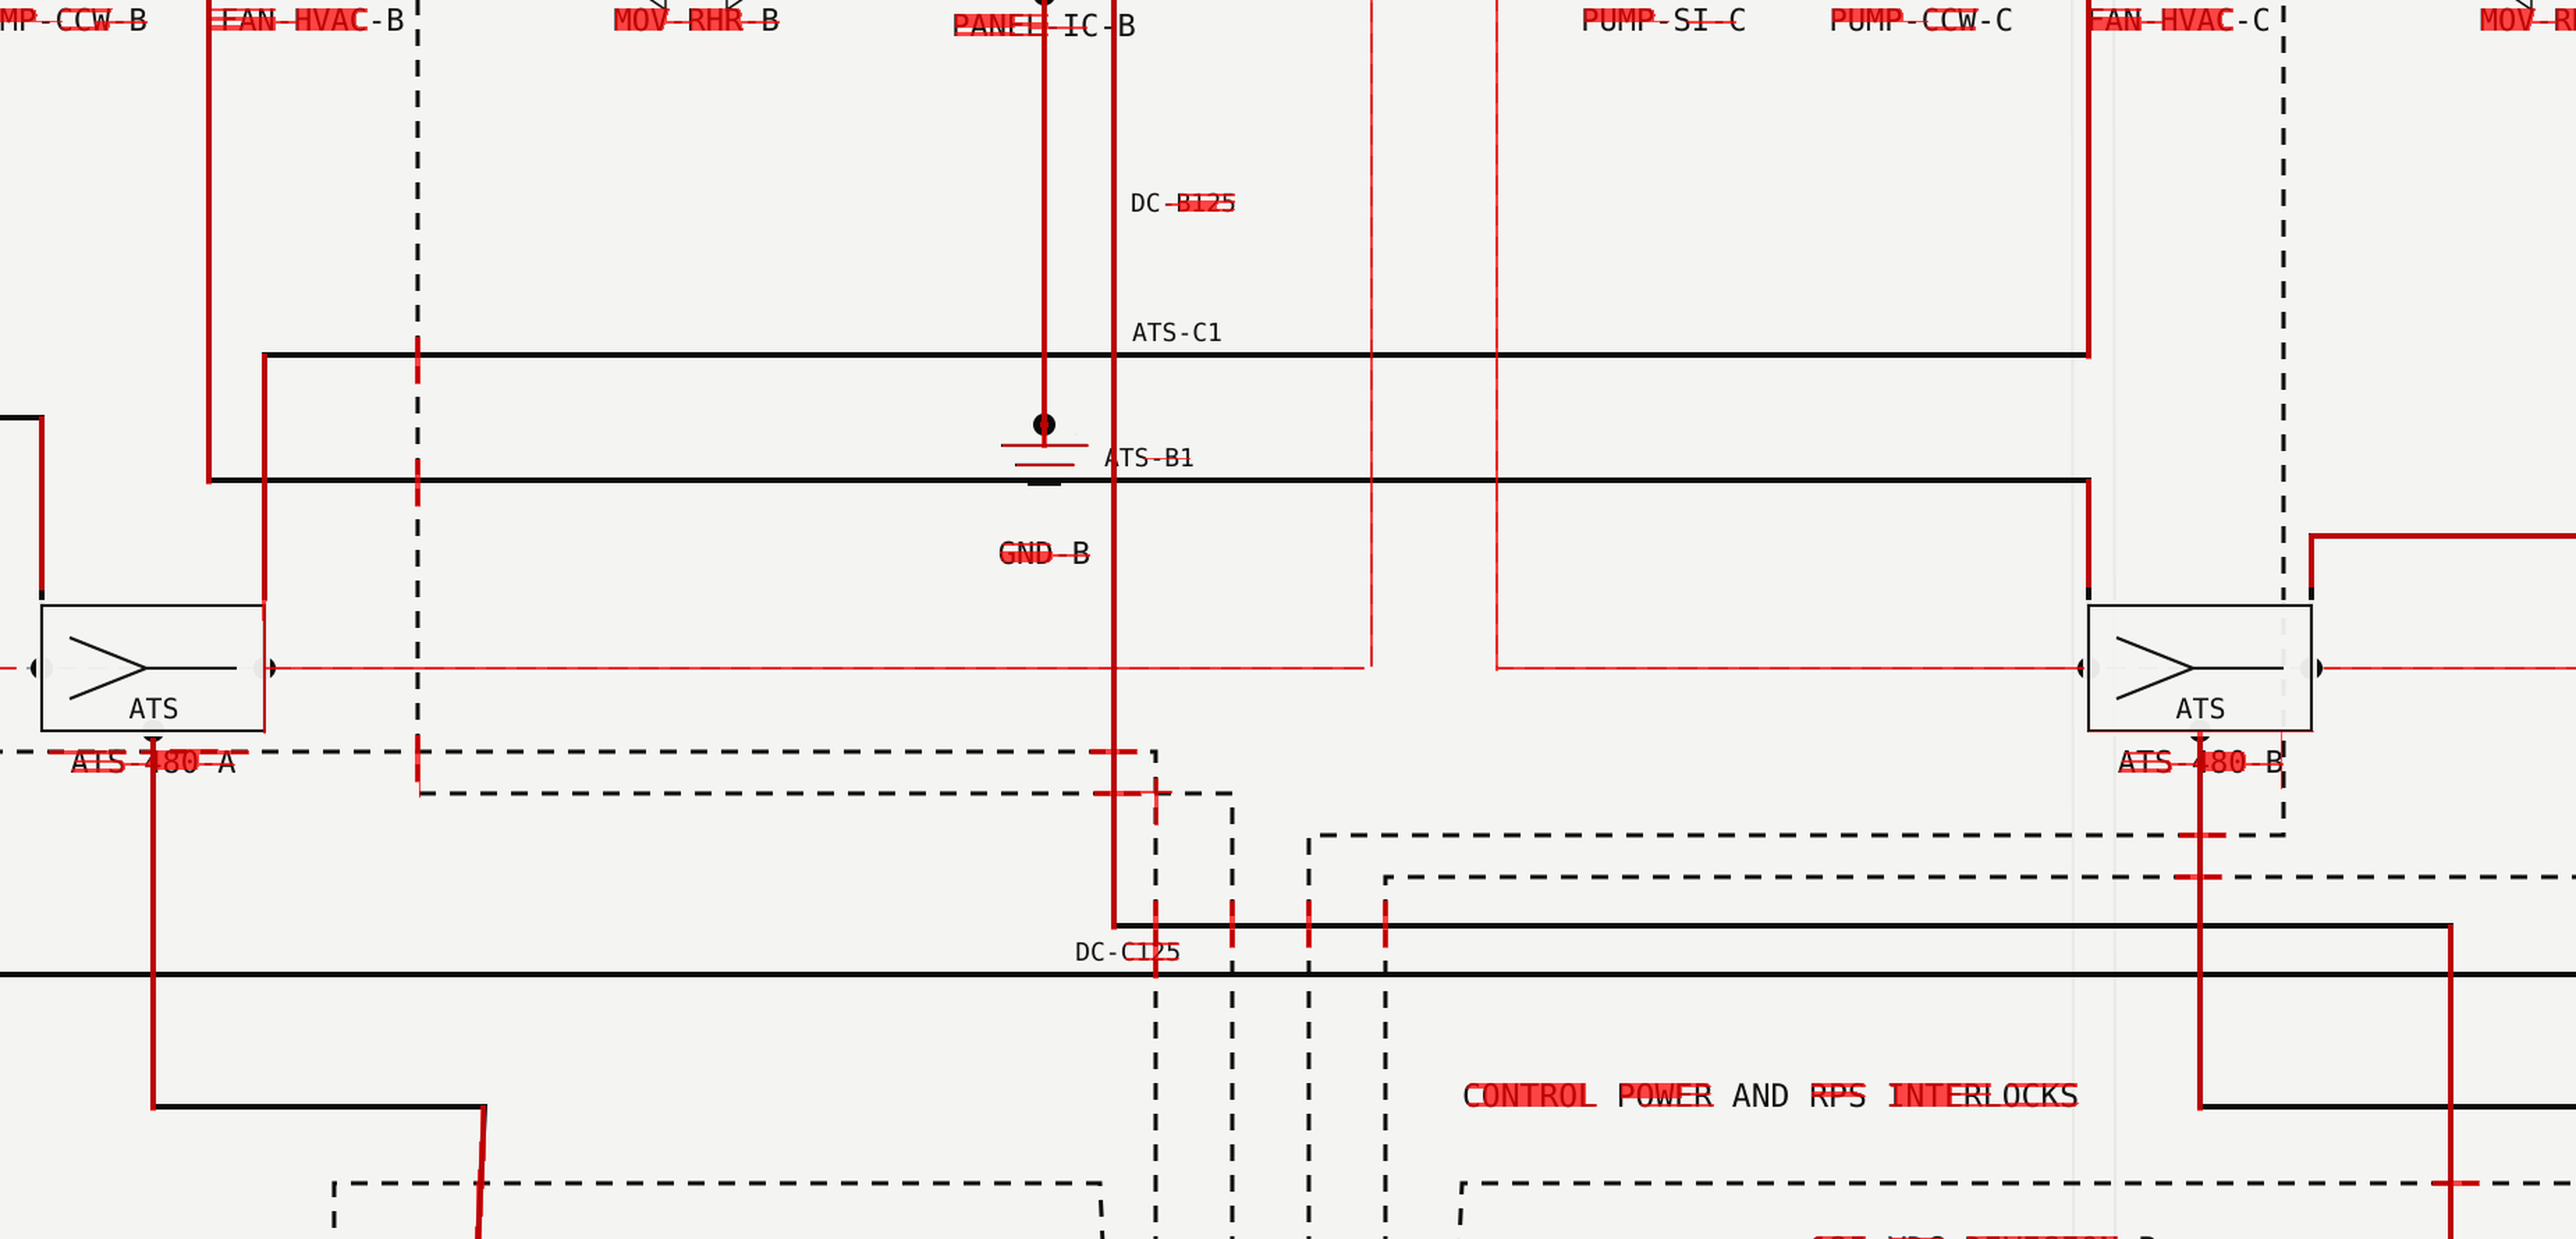 MP-CCW-B
FAN-HVAC-B
MOV-RHR-B
PANEL-IC-B
PUMP-SI-C
PUMP-CCW-C
FAN-HVAC-C
MOV-R
DC-B125
ATS-C1
ATS-B1
GND-B
ATS
ATS-480-A
ATS
ATS-480-B
DC-C125
CONTROL POWER AND RPS INTERLOCKS